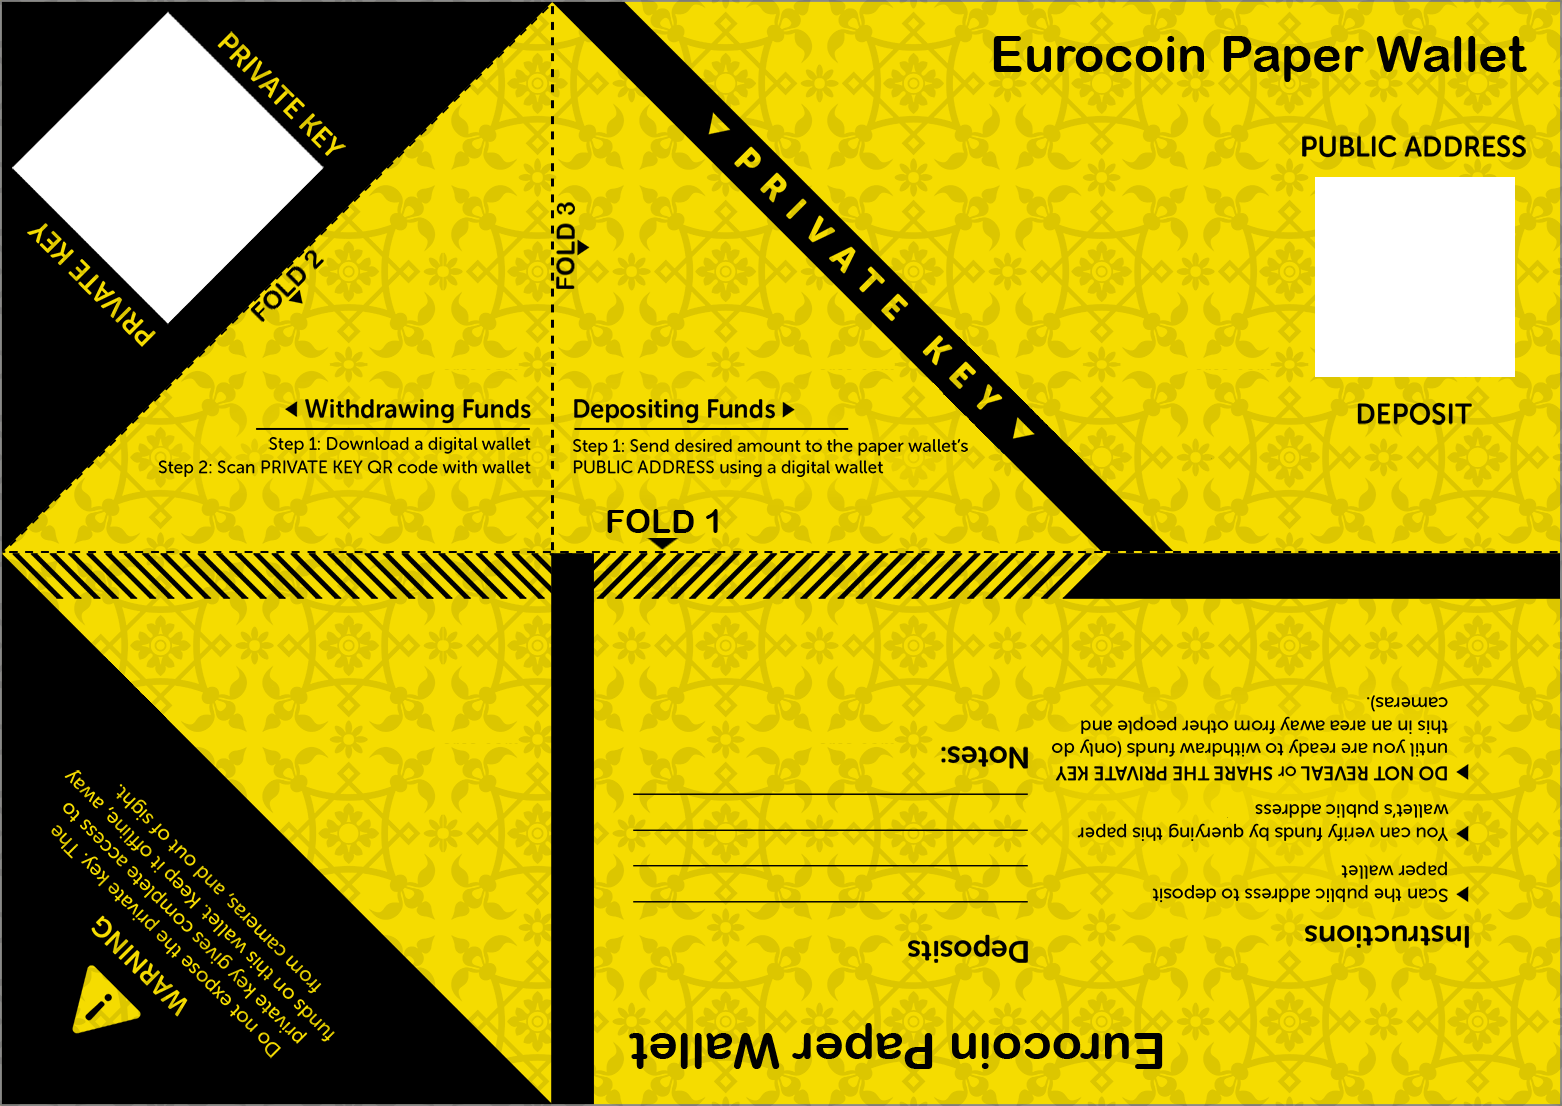 Eurocoin Paper Wallet
PRIVATE KEY
PRIVATE KEY
PUBLIC ADDRESS
DEPOSIT
▼ PRIVATE KEY ▼
FOLD 2
FOLD 3
◀ Withdrawing Funds
Step 1: Download a digital wallet
Step 2: Scan PRIVATE KEY QR code with wallet
Depositing Funds ▶
Step 1: Send desired amount to the paper wallet's
PUBLIC ADDRESS using a digital wallet
FOLD 1
WARNING
Do not expose the private key. The
private key gives complete access to
funds on this wallet. Keep it offline, away
from cameras, and out of sight.
Eurocoin Paper Wallet
Instructions
Scan the public address to deposit
paper wallet
You can verify funds by querying this paper
wallet's public address
DO NOT REVEAL or SHARE THE PRIVATE KEY
until you are ready to withdraw funds (only do
this in an area away from other people and
cameras).
Deposits
Notes: